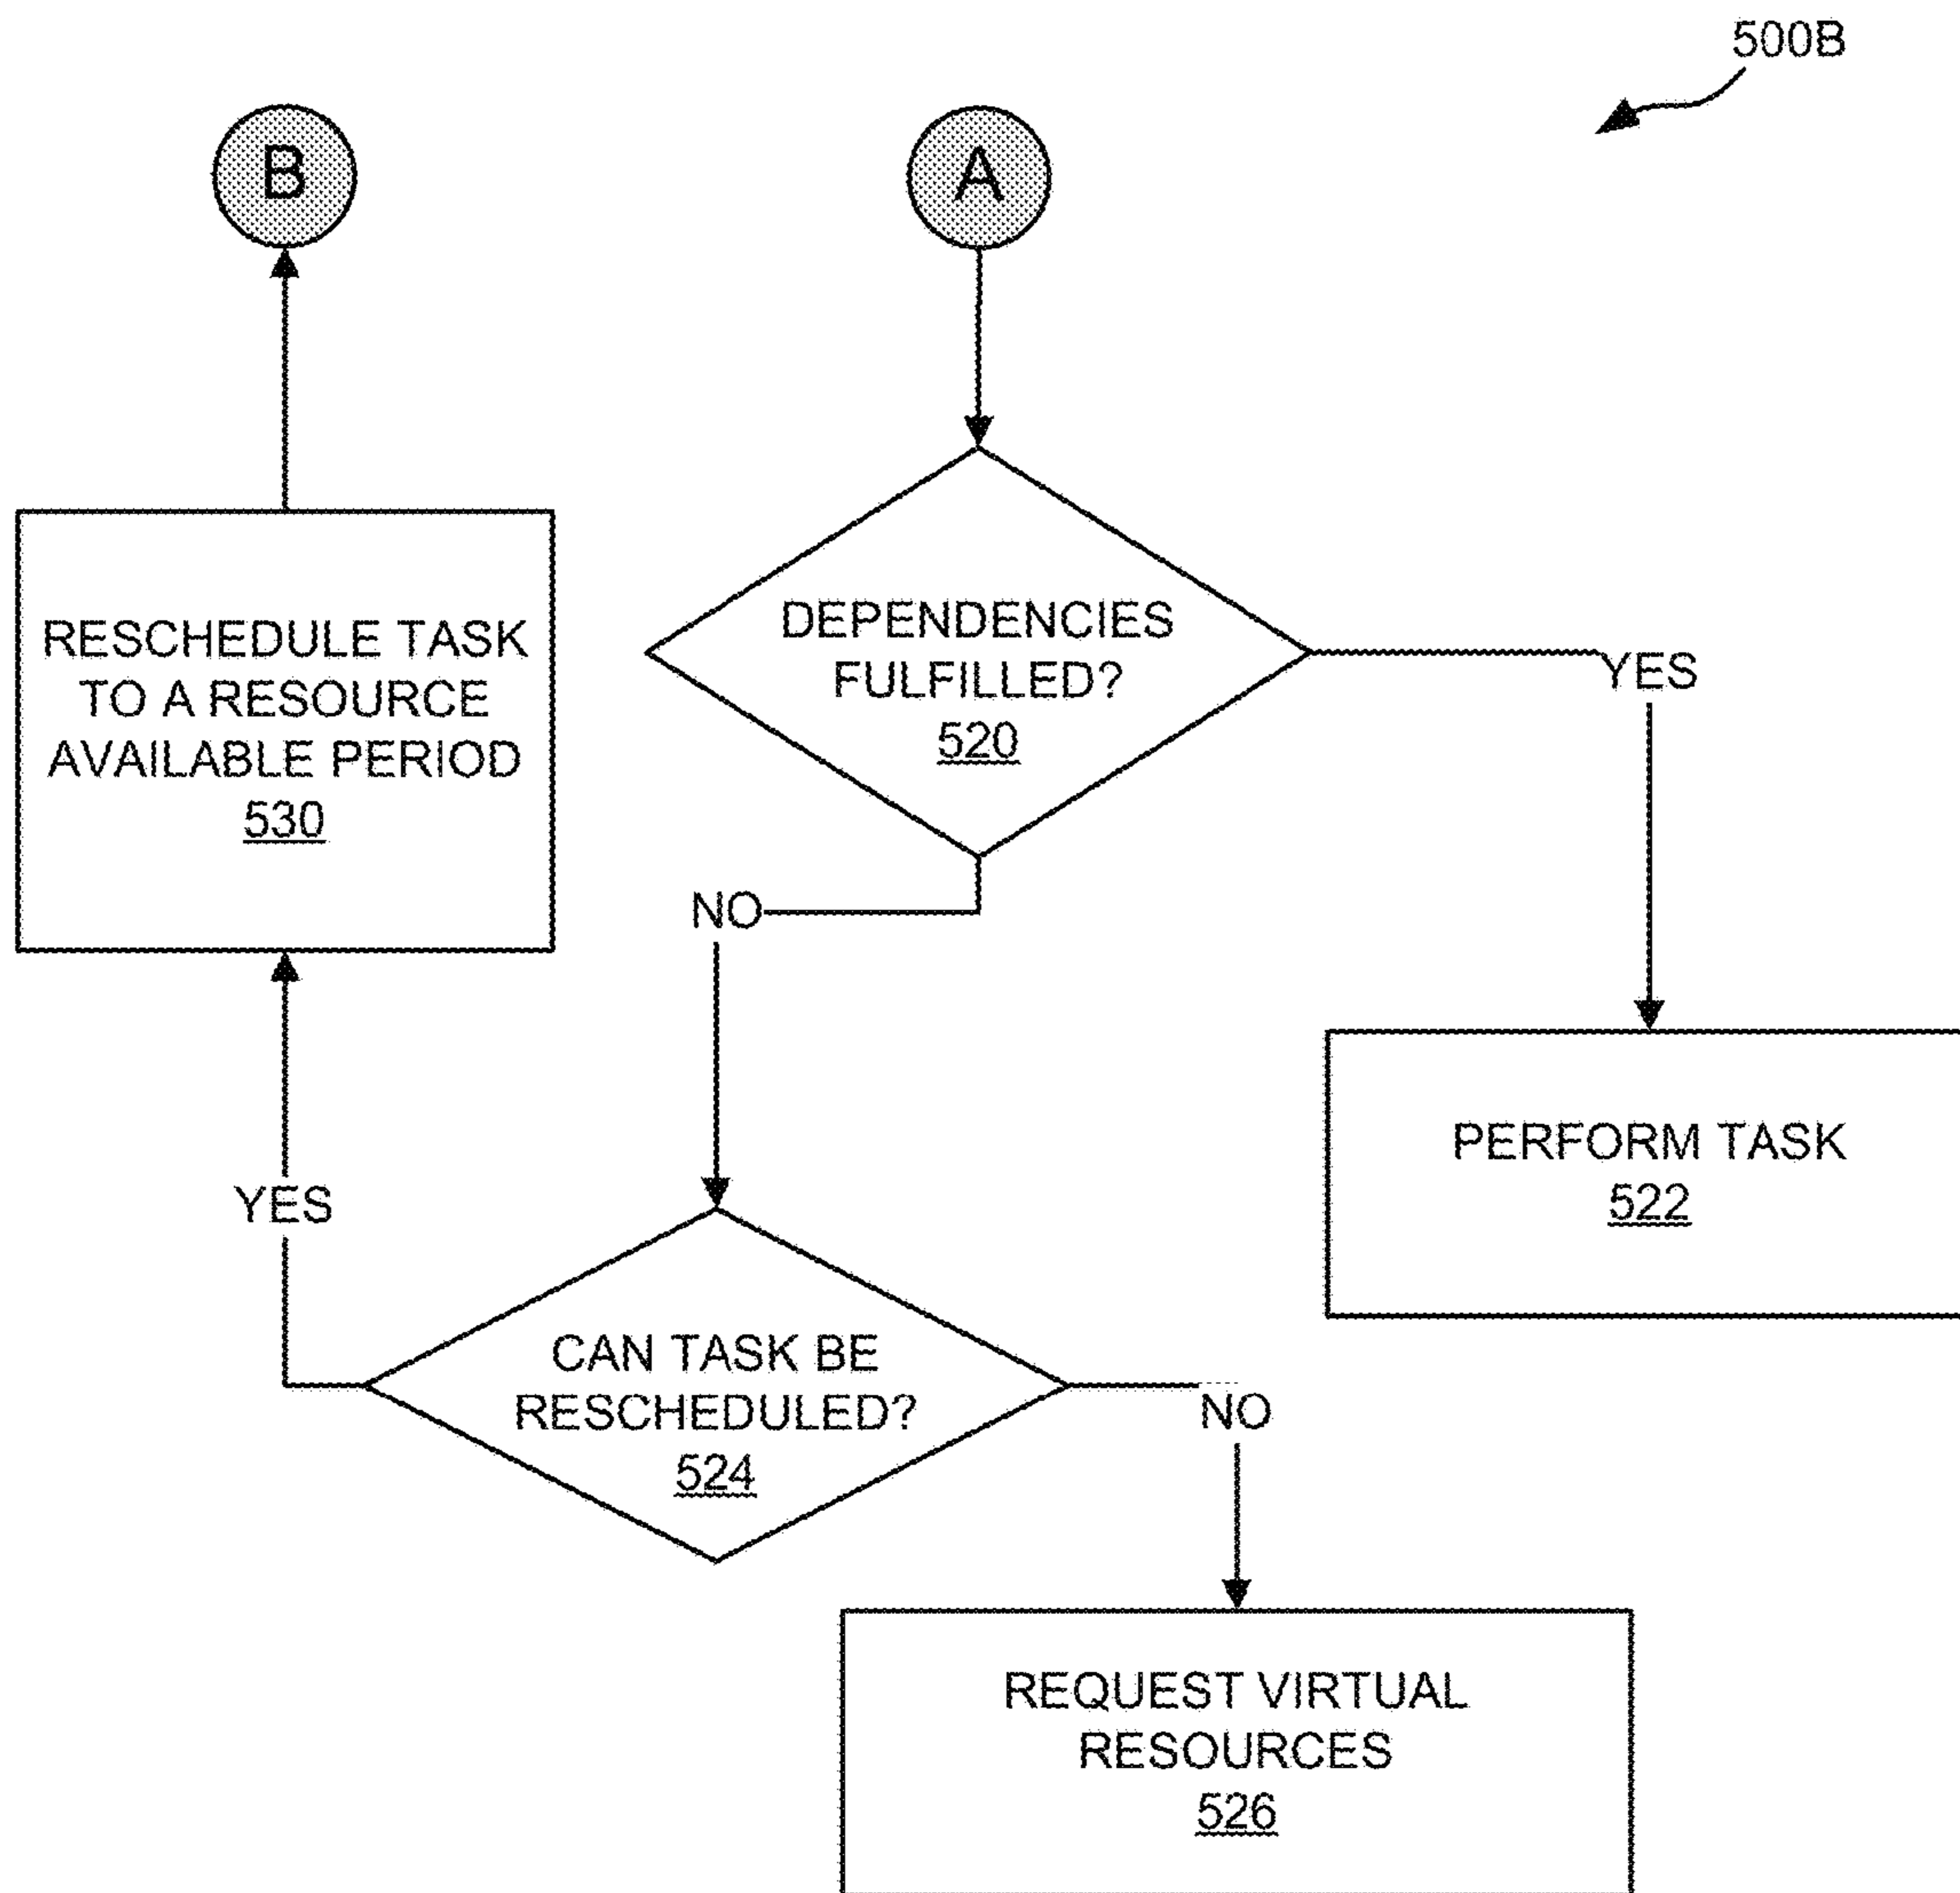 500B
B
A
RESCHEDULE TASK
TO A RESOURCE
AVAILABLE PERIOD
530
DEPENDENCIES
FULFILLED?
520
YES
NO
PERFORM TASK
522
YES
CAN TASK BE
RESCHEDULED?
524
NO
REQUEST VIRTUAL
RESOURCES
526